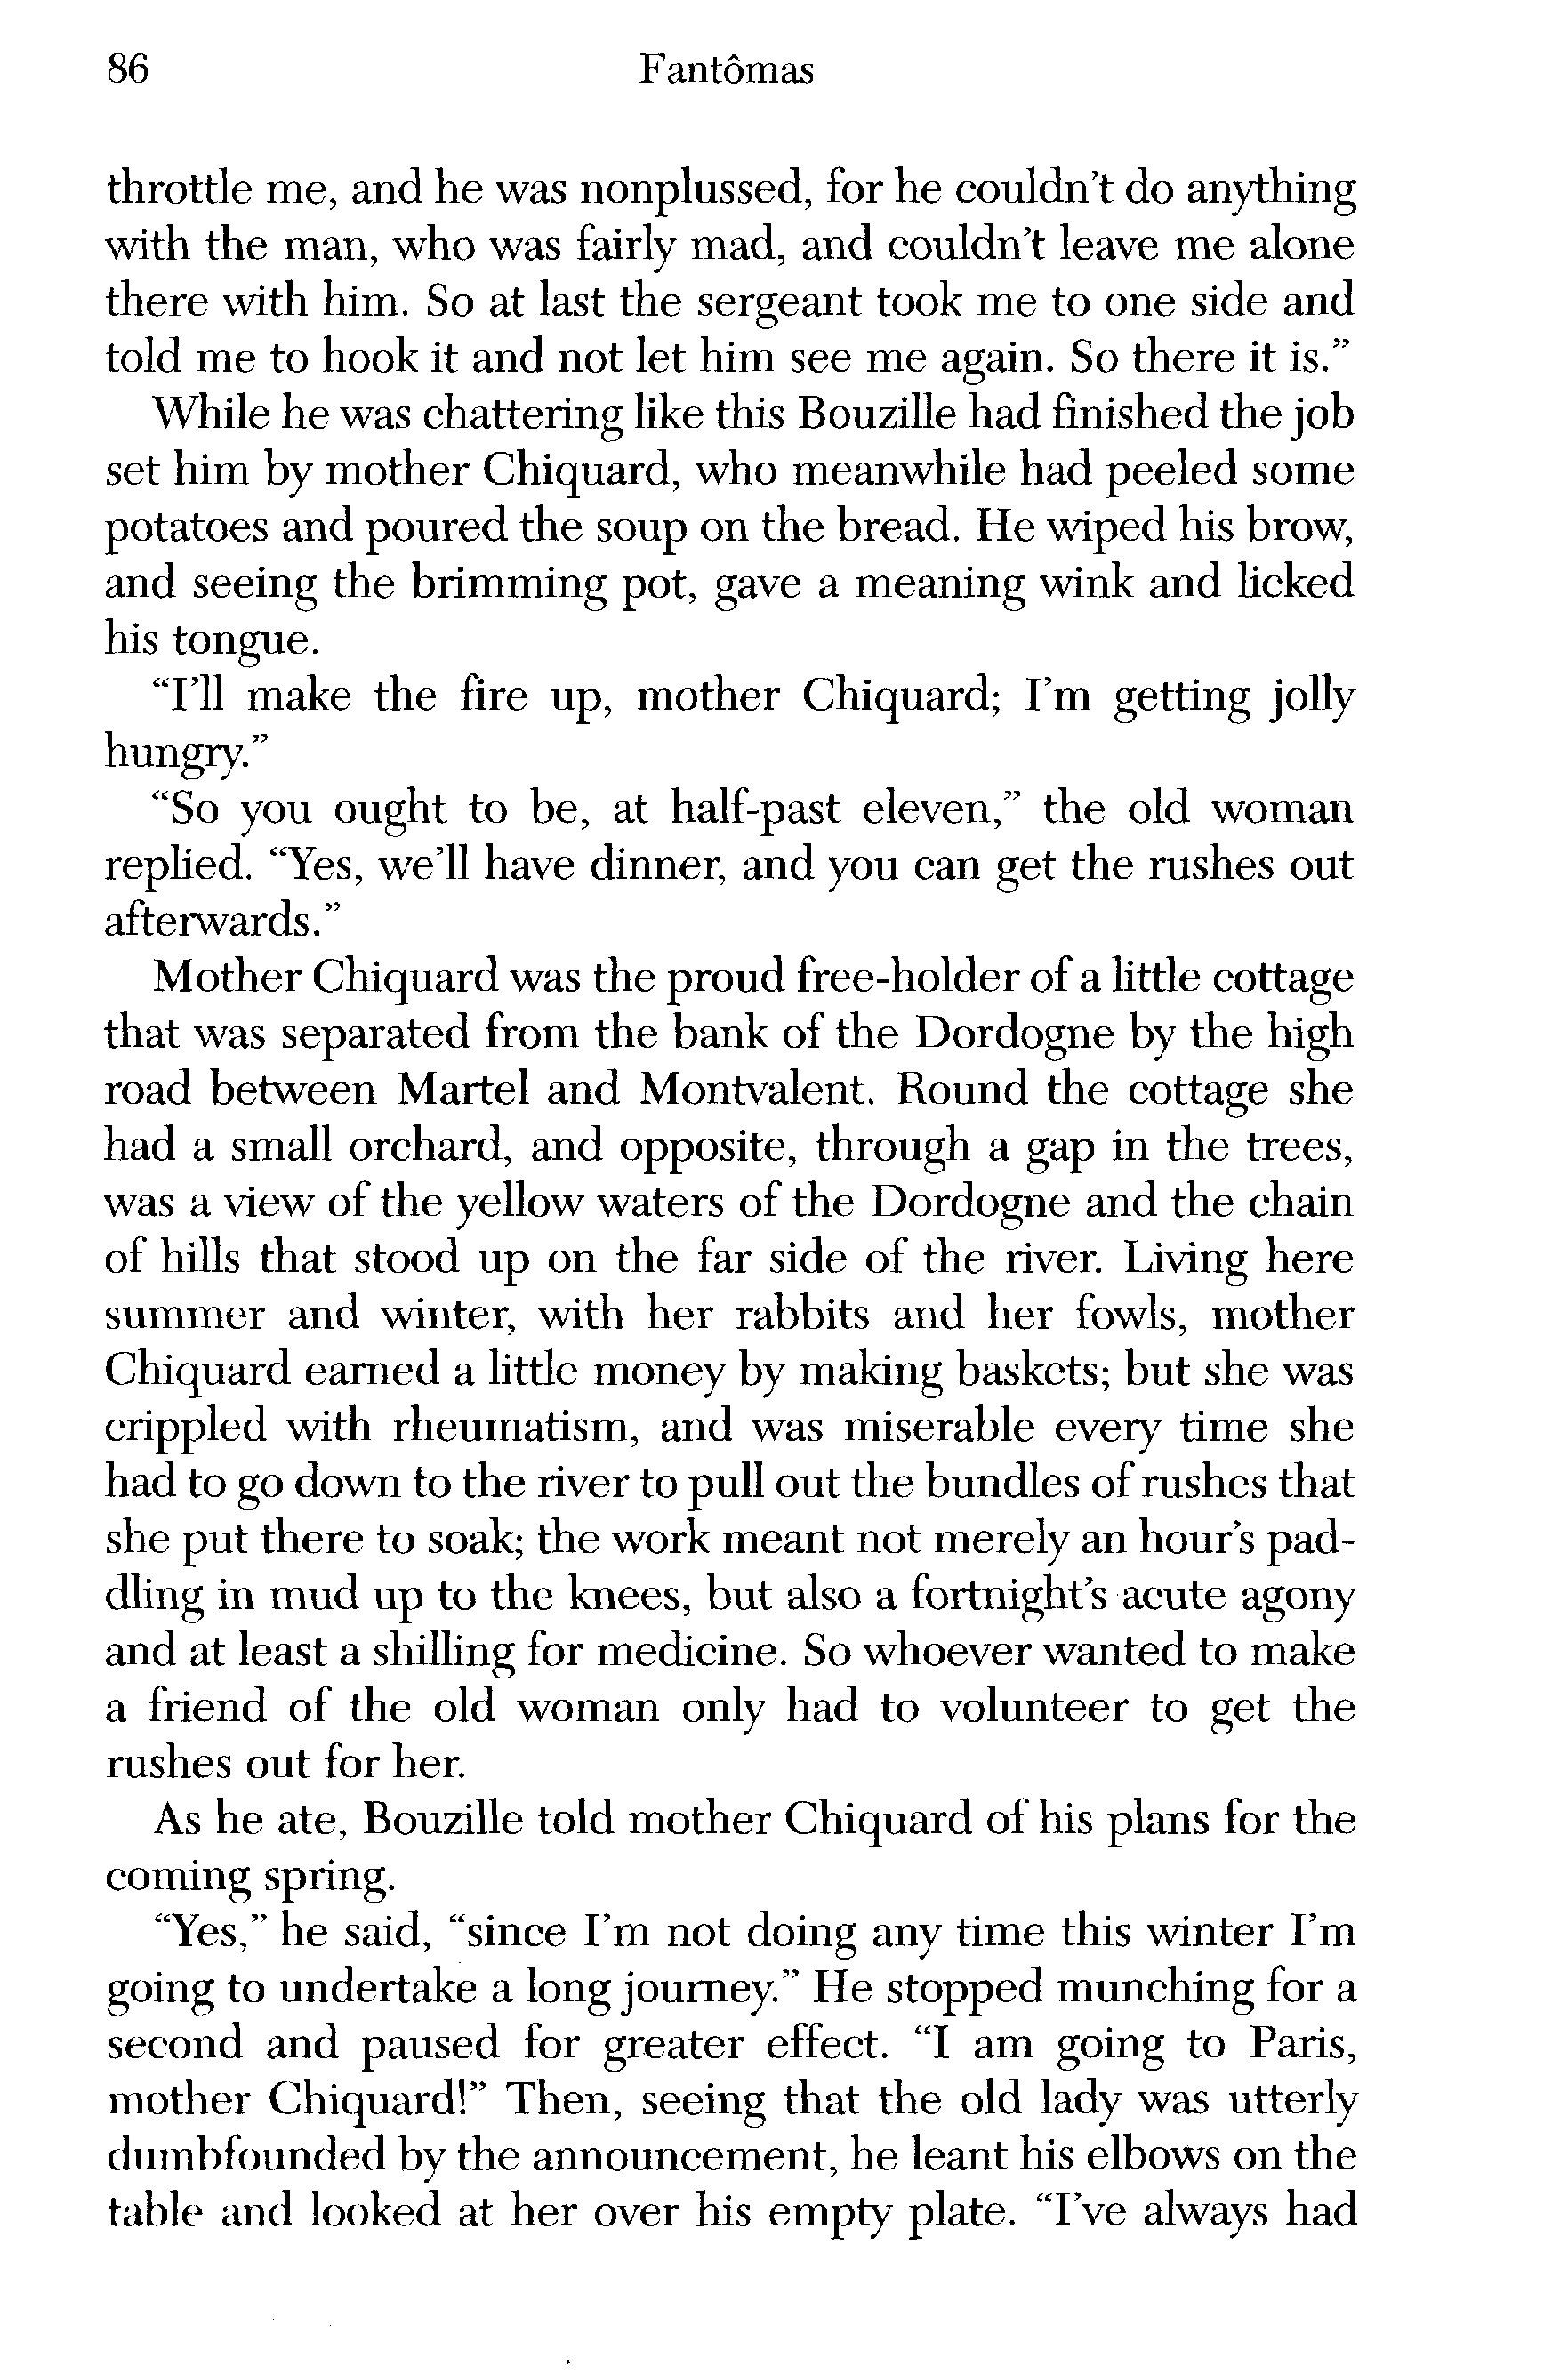 86 Fantômas
throttle me, and he was nonplussed, for he couldn't do anything
with the man, who was fairly mad, and couldn't leave me alone
there with him. So at last the sergeant took me to one side and
told me to hook it and not let him see me again. So there it is.”
While he was chattering like this Bouzille had finished the job
set him by mother Chiquard, who meanwhile had peeled some
potatoes and poured the soup on the bread. He wiped his brow,
and seeing the brimming pot, gave a meaning wink and licked
his tongue.
“I'll make the fire up, mother Chiquard; I'm getting jolly
hungry.”
“So you ought to be, at half-past eleven,” the old woman
replied. “Yes, we'll have dinner, and you can get the rushes out
afterwards.”
Mother Chiquard was the proud free-holder of a little cottage
that was separated from the bank of the Dordogne by the high
road between Martel and Montvalent. Round the cottage she
had a small orchard, and opposite, through a gap in the trees,
was a view of the yellow waters of the Dordogne and the chain
of hills that stood up on the far side of the river. Living here
summer and winter, with her rabbits and her fowls, mother
Chiquard earned a little money by making baskets; but she was
crippled with rheumatism, and was miserable every time she
had to go down to the river to pull out the bundles of rushes that
she put there to soak; the work meant not merely an hour's pad-
dling in mud up to the knees, but also a fortnight's acute agony
and at least a shilling for medicine. So whoever wanted to make
a friend of the old woman only had to volunteer to get the
rushes out for her.
As he ate, Bouzille told mother Chiquard of his plans for the
coming spring.
“Yes,” he said, “since I'm not doing any time this winter I'm
going to undertake a long journey.” He stopped munching for a
second and paused for greater effect. “I am going to Paris,
mother Chiquard!” Then, seeing that the old lady was utterly
dumbfounded by the announcement, he leant his elbows on the
table and looked at her over his empty plate. “I've always had